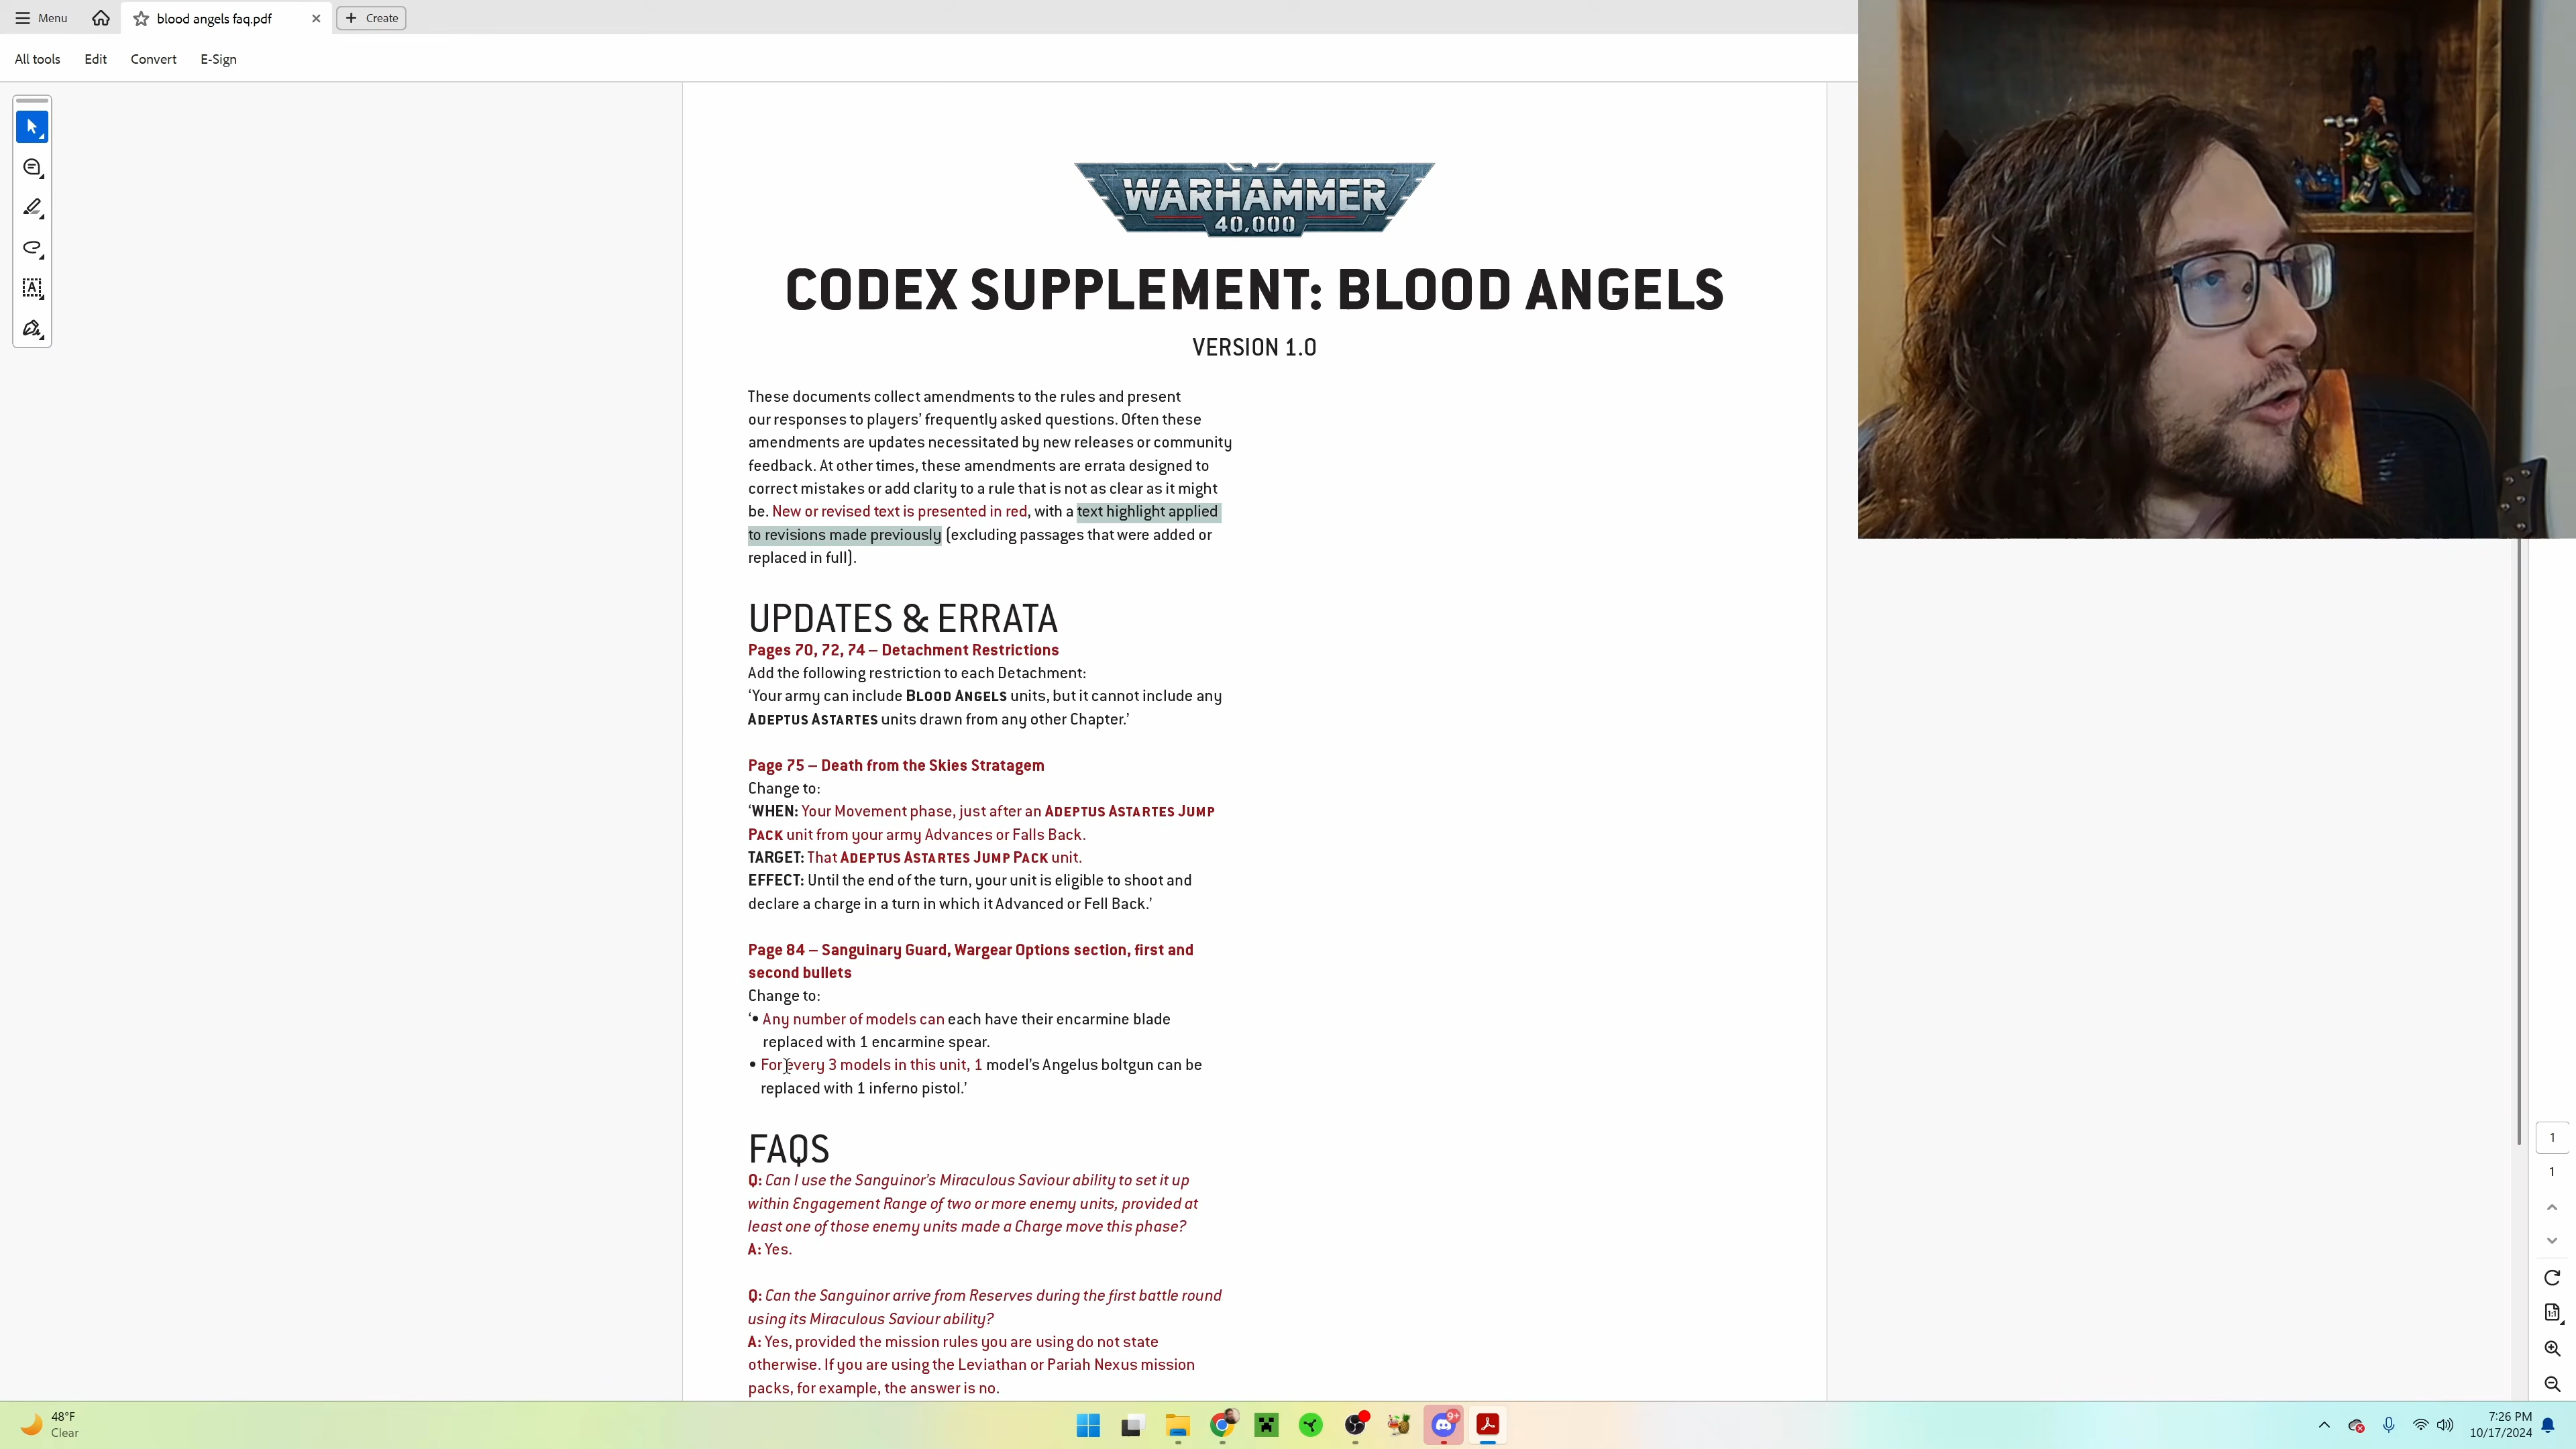 Menu
blood angels faq.pdf
Create
All tools
Edit
Convert
E-Sign
WARHAMMER
40,000
CODEX SUPPLEMENT: BLOOD ANGELS
VERSION 1.0
These documents collect amendments to the rules and present
our responses to players’ frequently asked questions. Often these
amendments are updates necessitated by new releases or community
feedback. At other times, these amendments are errata designed to
correct mistakes or add clarity to a rule that is not as clear as it might
be. New or revised text is presented in red, with a text highlight applied
to revisions made previously (excluding passages that were added or
replaced in full).
UPDATES & ERRATA
Pages 70, 72, 74 – Detachment Restrictions
Add the following restriction to each Detachment:
‘Your army can include BLOOD ANGELS units, but it cannot include any
ADEPTUS ASTARTES units drawn from any other Chapter.’
Page 75 – Death from the Skies Stratagem
Change to:
‘WHEN: Your Movement phase, just after an ADEPTUS ASTARTES JUMP
PACK unit from your army Advances or Falls Back.
TARGET: That ADEPTUS ASTARTES JUMP PACK unit.
EFFECT: Until the end of the turn, your unit is eligible to shoot and
declare a charge in a turn in which it Advanced or Fell Back.’
Page 84 – Sanguinary Guard, Wargear Options section, first and
second bullets
Change to:
‘• Any number of models can each have their encarmine blade
replaced with 1 encarmine spear.
• For every 3 models in this unit, 1 model’s Angelus boltgun can be
replaced with 1 inferno pistol.’
FAQS
Q: Can I use the Sanguinor’s Miraculous Saviour ability to set it up
within Engagement Range of two or more enemy units, provided at
least one of those enemy units made a Charge move this phase?
A: Yes.
Q: Can the Sanguinor arrive from Reserves during the first battle round
using its Miraculous Saviour ability?
A: Yes, provided the mission rules you are using do not state
otherwise. If you are using the Leviathan or Pariah Nexus mission
packs, for example, the answer is no.
1
1
48°F
Clear
9+
7:26 PM
10/17/2024